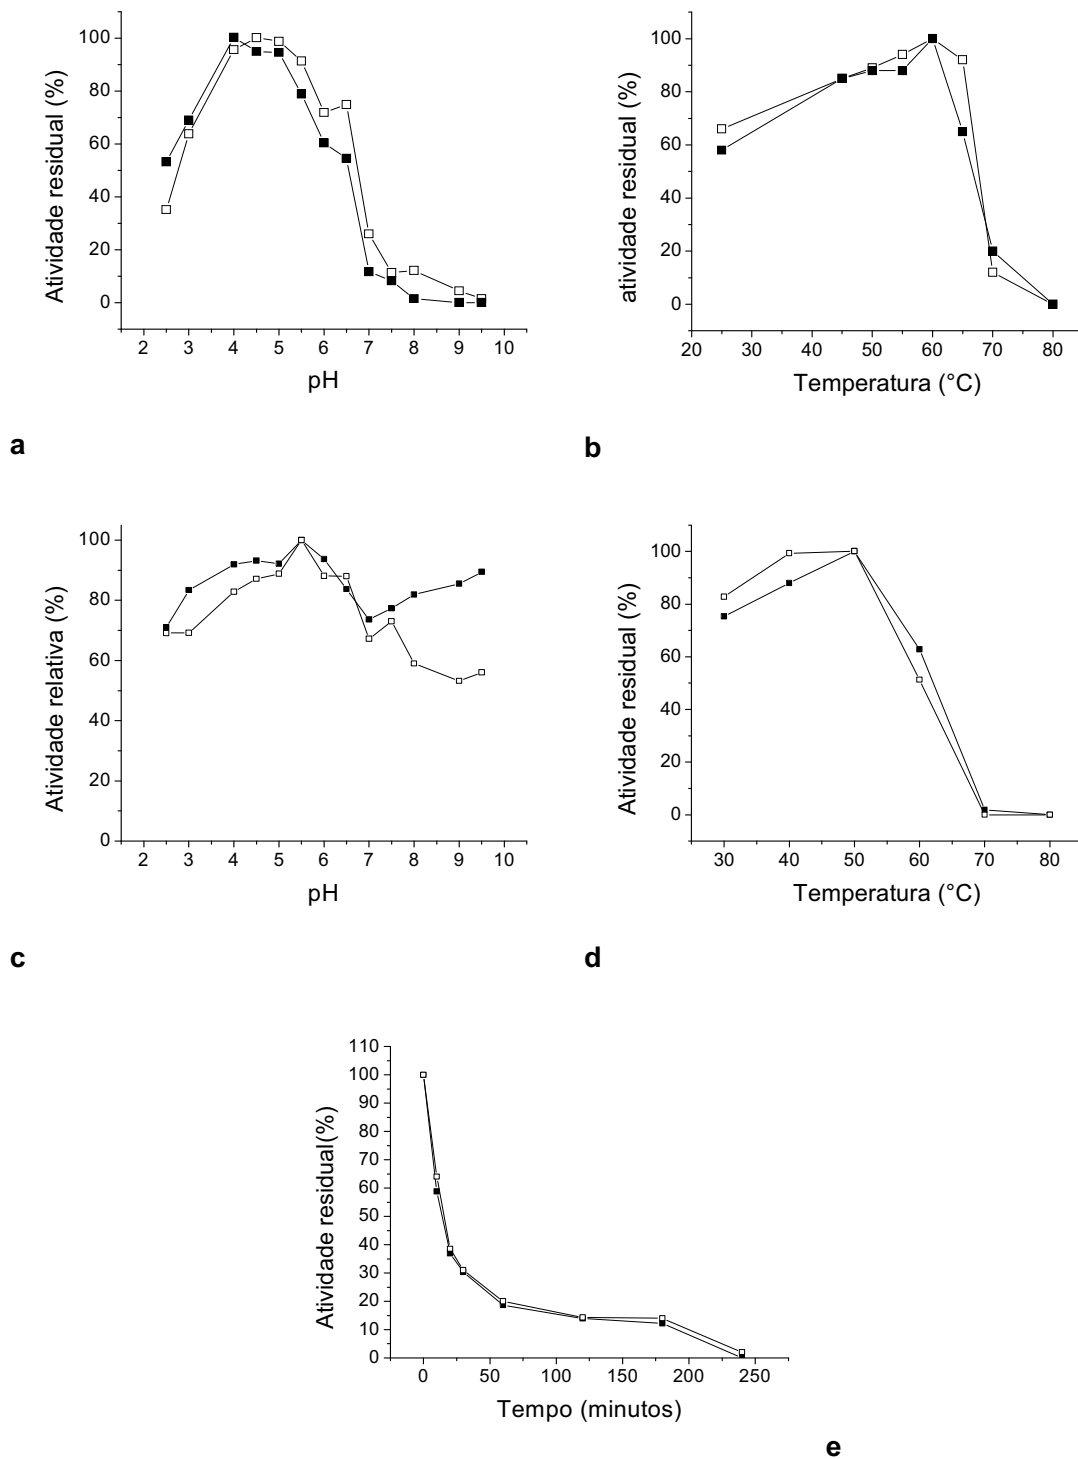 100
80
60
40
20
0
2 3 4 5 6 7 8 9 10
Atividade residual (%)
pH
a
100
80
60
40
20
0
20 30 40 50 60 70 80
atividade residual (%)
Temperatura (°C)
b
100
80
60
40
20
0
2 3 4 5 6 7 8 9 10
Atividade relativa (%)
pH
c
100
80
60
40
20
0
30 40 50 60 70 80
Atividade residual (%)
Temperatura (°C)
d
110
100
90
80
70
60
50
40
30
20
10
0
0 50 100 150 200 250
Atividade residual(%)
Tempo (minutos)
e